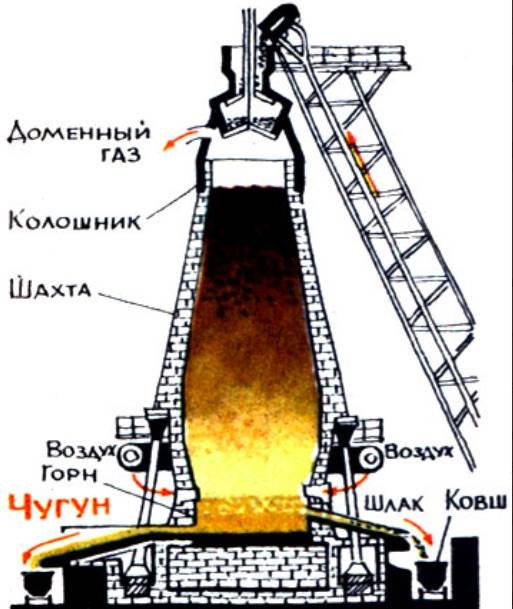 Доменный
газ
Колошник
Шахта
Воздух
Воздух
Горн
Чугун
Шлак Ковш